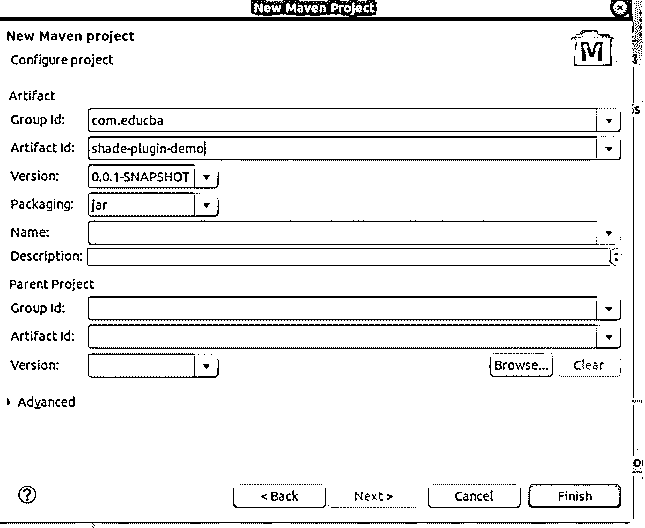 New Maven Project
New Maven project
Configure project
M
Artifact
Group Id: com.educba
Artifact Id: shade-plugin-demo
Version: 0.0.1-SNAPSHOT
Packaging: jar
Name:
Description:
Parent Project
Group Id:
Artifact Id:
Version: Browse... Clear
Advanced
? < Back Next > Cancel Finish